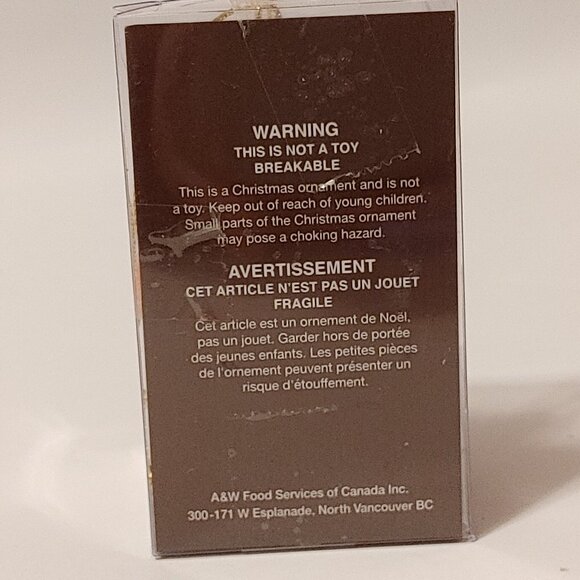 WARNING
THIS IS NOT A TOY
BREAKABLE
This is a Christmas ornament and is not
a toy. Keep out of reach of young children.
Small parts of the Christmas ornament
may pose a choking hazard.
AVERTISSEMENT
CET ARTICLE N'EST PAS UN JOUET
FRAGILE
Cet article est un ornement de Noël,
pas un jouet. Garder hors de portée
des jeunes enfants. Les petites pièces
de l'ornement peuvent présenter un
risque d'étouffement.
A&W Food Services of Canada Inc.
300-171 W Esplanade, North Vancouver BC